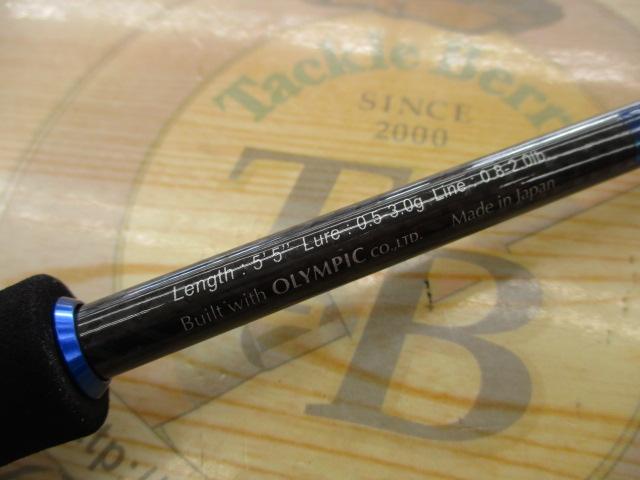 Tackle Berry
SINCE
2000
TB
Length : 5'5" Lure : 0.5-3.0g Line : 0.8-2.0lb
Built with OLYMPIC CO.,LTD. Made in Japan
http:/